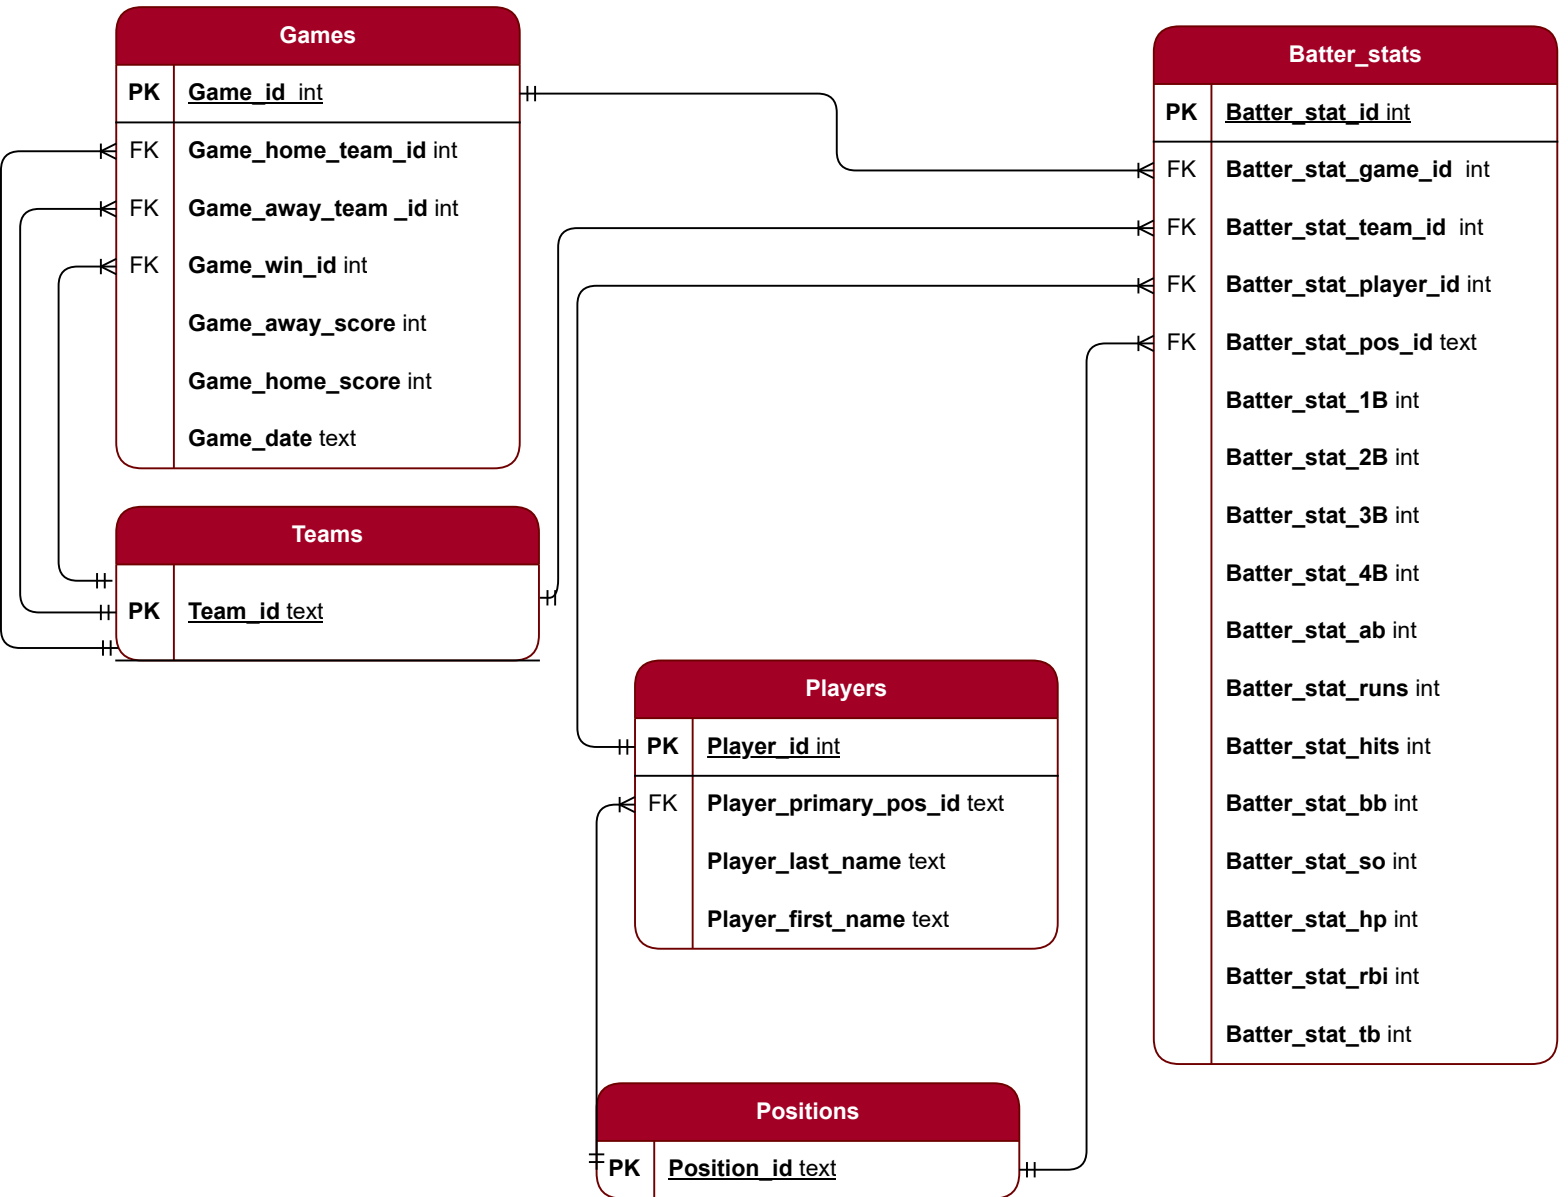 Games
PK Game_id int
FK Game_home_team_id int
FK Game_away_team _id int
FK Game_win_id int
Game_away_score int
Game_home_score int
Game_date text
Teams
PK Team_id text
Players
PK Player_id int
FK Player_primary_pos_id text
Player_last_name text
Player_first_name text
Positions
PK Position_id text
Batter_stats
PK Batter_stat_id int
FK Batter_stat_game_id int
FK Batter_stat_team_id int
FK Batter_stat_player_id int
FK Batter_stat_pos_id text
Batter_stat_1B int
Batter_stat_2B int
Batter_stat_3B int
Batter_stat_4B int
Batter_stat_ab int
Batter_stat_runs int
Batter_stat_hits int
Batter_stat_bb int
Batter_stat_so int
Batter_stat_hp int
Batter_stat_rbi int
Batter_stat_tb int